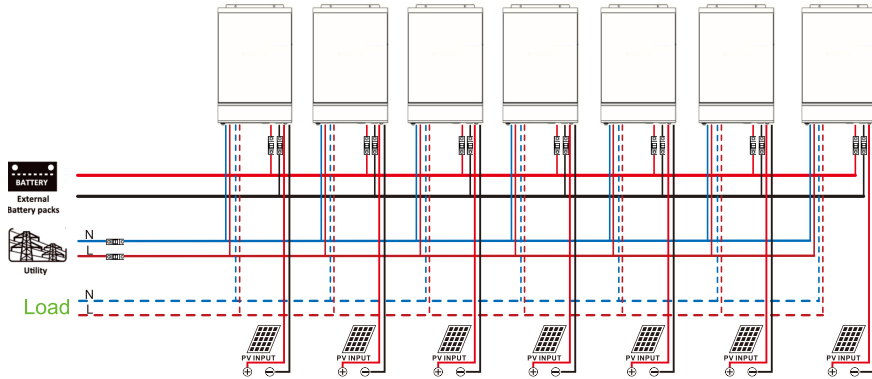 BATTERY
External
Battery packs
N
L
Utility
Load
N
L
PV INPUT
PV INPUT
PV INPUT
PV INPUT
PV INPUT
PV INPUT
PV INPUT